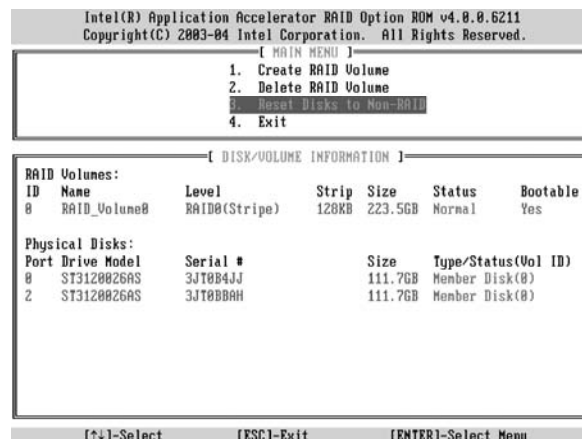 Intel(R) Application Accelerator RAID Option ROM v4.0.0.6211
Copyright(C) 2003-04 Intel Corporation. All Rights Reserved.
[ MAIN MENU ]
1. Create RAID Volume
2. Delete RAID Volume
3. Reset Disks to Non-RAID
4. Exit
[ DISK/VOLUME INFORMATION ]
RAID Volumes:
ID Name Level Strip Size Status Bootable
0 RAID_Volume0 RAID0(Stripe) 128KB 223.5GB Normal Yes
Physical Disks:
Port Drive Model Serial # Size Type/Status(Vol ID)
0 ST3120026AS 3JT0B4JJ 111.7GB Member Disk(0)
2 ST3120026AS 3JT0BBAH 111.7GB Member Disk(0)
[↑↓]-Select [ESC]-Exit [ENTER]-Select Menu